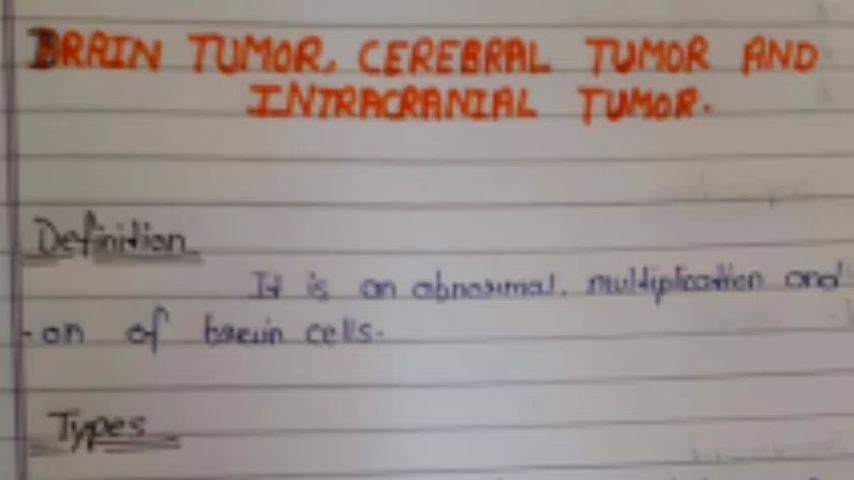 BRAIN TUMOR, CEREBRAL TUMOR AND
INTRACRANIAL TUMOR.
Definition
It is an abnormal. multiplication and
-on of brain cells.
Types